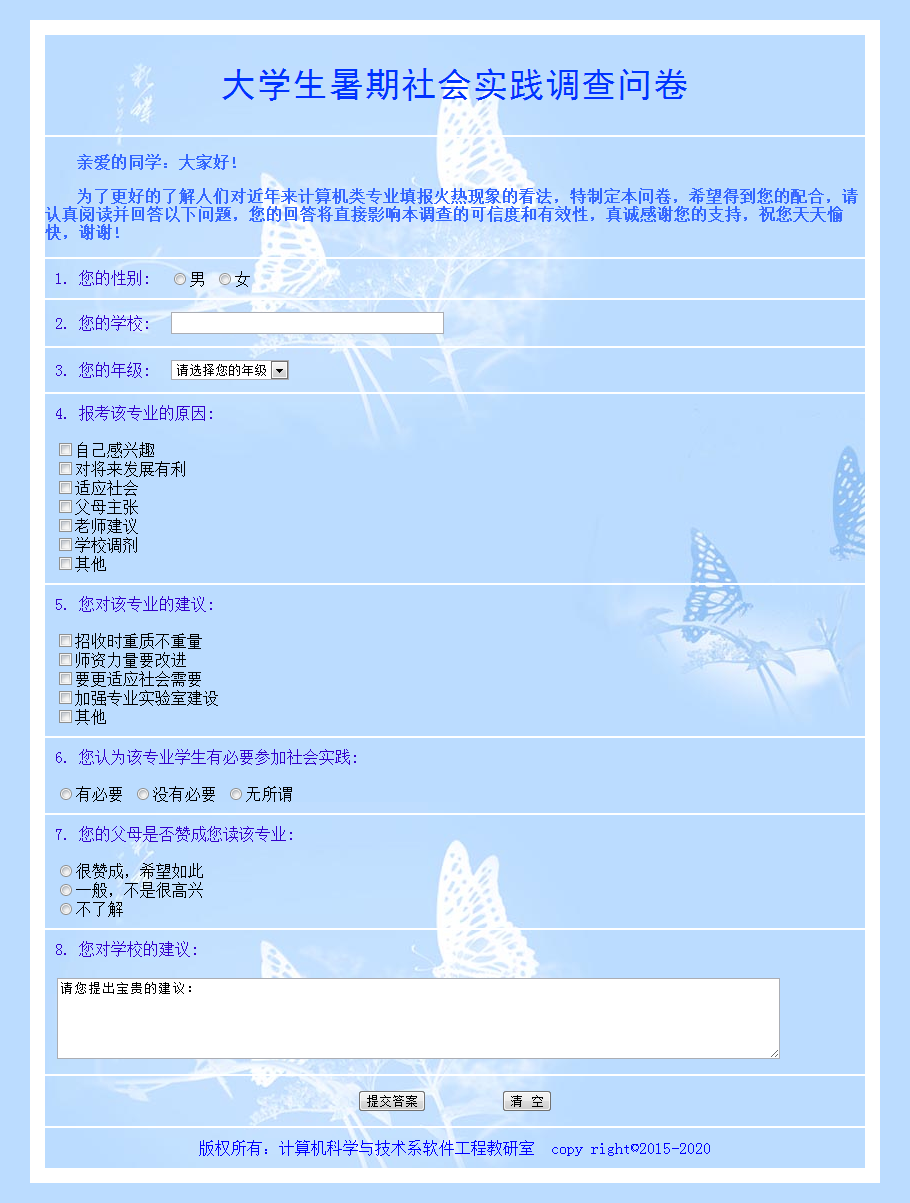 大学生暑期社会实践调查问卷
亲爱的同学：大家好！
为了更好的了解人们对近年来计算机类专业填报火热现象的看法，特制定本问卷，希望得到您的配合，请
认真阅读并回答以下问题，您的回答将直接影响本调查的可信度和有效性，真诚感谢您的支持，祝您天天愉
快，谢谢！
1. 您的性别： 男 女
2. 您的学校：
3. 您的年级： 请选择您的年级
4. 报考该专业的原因：
自己感兴趣
对将来发展有利
适应社会
父母主张
老师建议
学校调剂
其他
5. 您对该专业的建议：
招收时重质不重量
师资力量要改进
要更适应社会需要
加强专业实验室建设
其他
6. 您认为该专业学生有必要参加社会实践：
有必要 没有必要 无所谓
7. 您的父母是否赞成您读该专业：
很赞成，希望如此
一般，不是很高兴
不了解
8. 您对学校的建议：
请您提出宝贵的建议：
提交答案 清 空
版权所有：计算机科学与技术系软件工程教研室 copy right©2015-2020